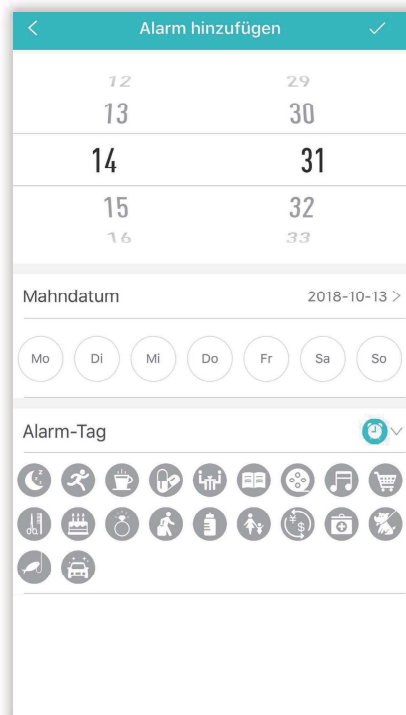 Alarm hinzufügen
12 29
13 30
14 31
15 32
16 33
Mahndatum 2018-10-13 >
Mo Di Mi Do Fr Sa So
Alarm-Tag